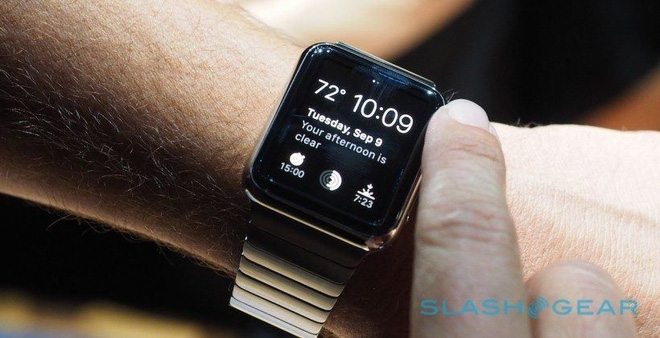 72° 10:09
Tuesday, Sep 9
Your afternoon is
clear
15:00
7:23
SLASHGEAR